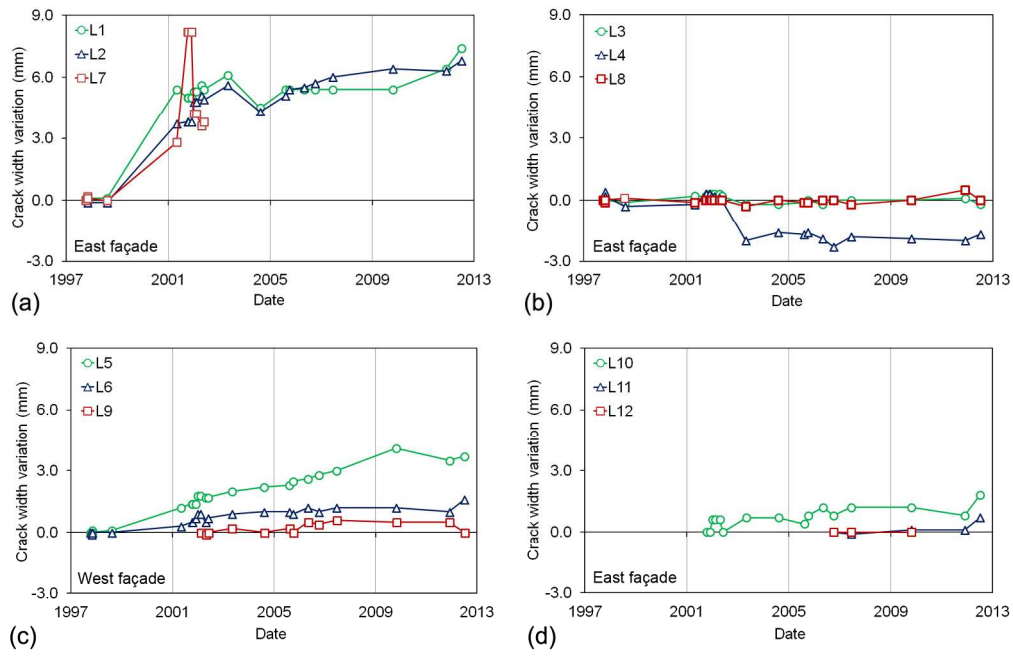 9.0
6.0
3.0
0.0
-3.0
Crack width variation (mm)
L1
L2
L7
East façade
1997
2001
2005
2009
2013
Date
(a)
9.0
6.0
3.0
0.0
-3.0
Crack width variation (mm)
L3
L4
L8
East façade
1997
2001
2005
2009
2013
Date
(b)
9.0
6.0
3.0
0.0
-3.0
Crack width variation (mm)
L5
L6
L9
West façade
1997
2001
2005
2009
2013
Date
(c)
9.0
6.0
3.0
0.0
-3.0
Crack width variation (mm)
L10
L11
L12
East façade
1997
2001
2005
2009
2013
Date
(d)